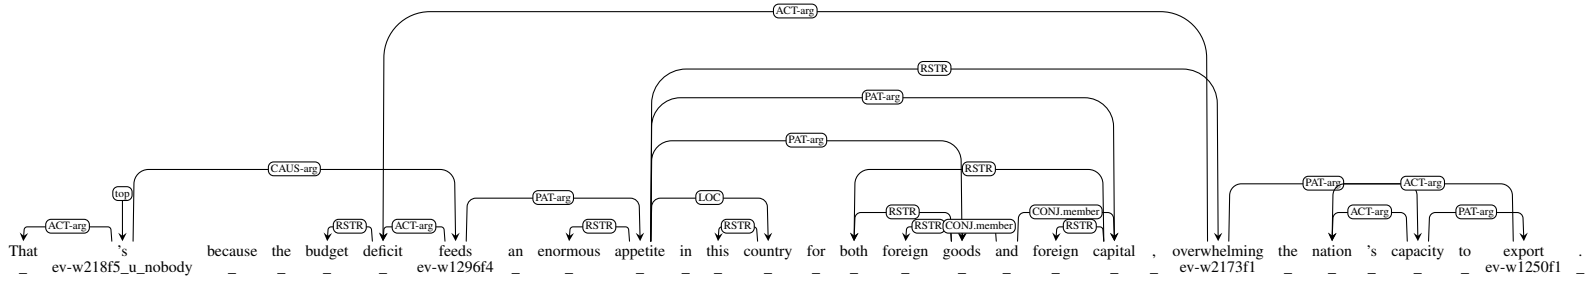 ACT-arg
RSTR
PAT-arg
PAT-arg
CAUS-arg RSTR
top PAT-arg LOC PAT-arg ACT-arg
RSTR
ACT-arg RSTR ACT-arg RSTR RSTR RSTR CONJ.member CONJ.member RSTR ACT-arg PAT-arg
That 's because the budget deficit feeds an enormous appetite in this country for both foreign goods and foreign capital , overwhelming the nation 's capacity to export .
_ ev-w218f5_u_nobody _ _ _ _ ev-w1296f4 _ _ _ _ _ _ _ _ _ _ _ _ _ _ ev-w2173f1 _ _ _ _ _ ev-w1250f1 _